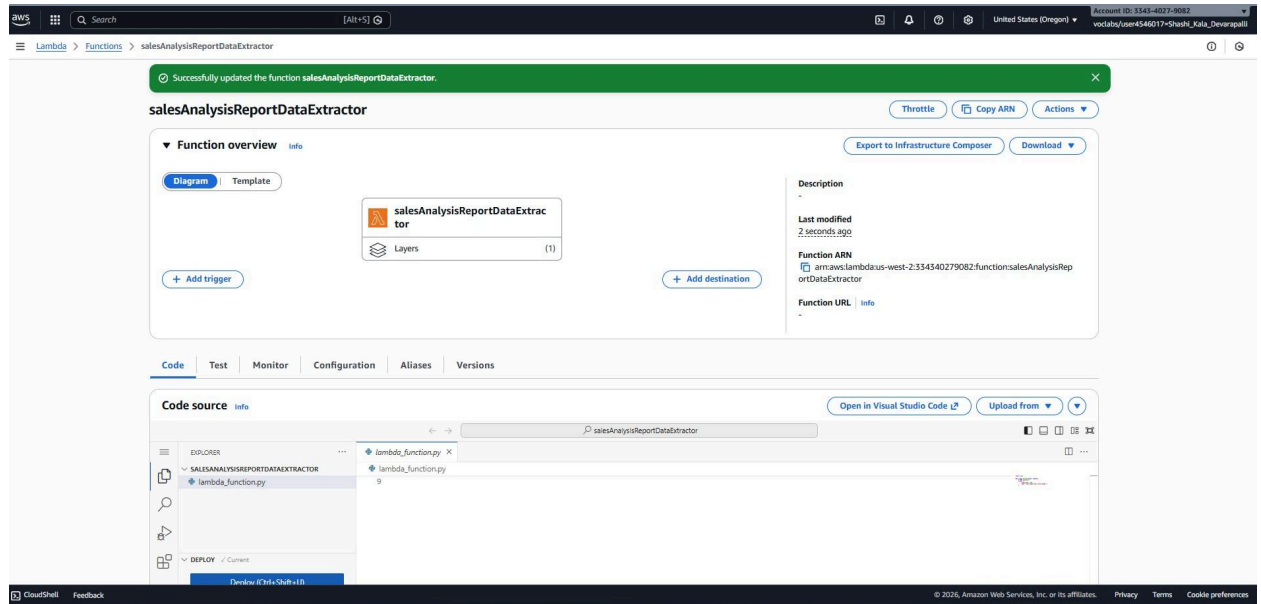 aws
Search [Alt+5] United States (Oregon) Account ID: 3343-4027-9082
voclabs/user4546017=Shashi_Kala_Devarapalli
Lambda > Functions > salesAnalysisReportDataExtractor
Successfully updated the function salesAnalysisReportDataExtractor.
salesAnalysisReportDataExtractor
Throttle Copy ARN Actions
Function overview Info
Export to Infrastructure Composer Download
Diagram Template
salesAnalysisReportDataExtrac
tor
Layers (1)
+ Add trigger
+ Add destination
Description
-
Last modified
2 seconds ago
Function ARN
arn:aws:lambda:us-west-2:334340279082:function:salesAnalysisRep
ortDataExtractor
Function URL Info
-
Code Test Monitor Configuration Aliases Versions
Code source Info
Open in Visual Studio Code Upload from
salesAnalysisReportDataExtractor
EXPLORER
SALESANALYSISREPORTDATAEXTRACTOR
lambda_function.py
DEPLOY ✓ Current
Deploy (Ctrl+Shift+U)
lambda_function.py
lambda_function.py
9
CloudShell Feedback
© 2026, Amazon Web Services, Inc. or its affiliates. Privacy Terms Cookie preferences